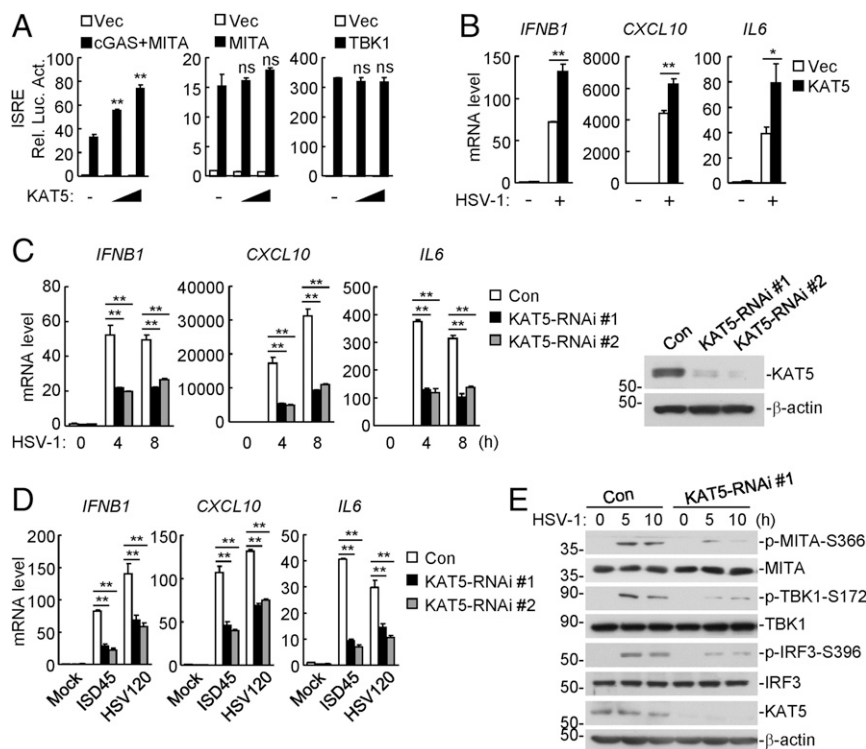 A
Vec
cGAS+MITA
Vec
MITA
Vec
TBK1
ISRE
Rel. Luc. Act.
100
80
60
40
20
0
**
**
20
15
10
5
0
ns
ns
400
300
200
100
0
ns
ns
KAT5: - - -
B
IFNB1 CXCL10 IL6
mRNA level
150
100
50
0
**
8000
6000
4000
2000
0
**
100
80
60
40
20
0
*
Vec
KAT5
HSV-1: - + - + - +
C
IFNB1 CXCL10 IL6
mRNA level
80
60
40
20
0
**
**
**
**
40000
30000
20000
10000
0
**
**
**
**
500
400
300
200
100
0
**
**
**
**
Con
KAT5-RNAi #1
KAT5-RNAi #2
HSV-1: 0 4 8 0 4 8 0 4 8 (h)
Con
KAT5-RNAi #1
KAT5-RNAi #2
50-
-KAT5
50-
-β-actin
D
IFNB1 CXCL10 IL6
mRNA level
200
150
100
50
0
**
**
**
**
150
100
50
0
**
**
**
**
60
40
20
0
**
**
**
**
Con
KAT5-RNAi #1
KAT5-RNAi #2
Mock
ISD45
HSV120
Mock
ISD45
HSV120
Mock
ISD45
HSV120
E
Con KAT5-RNAi #1
HSV-1: 0 5 10 0 5 10 (h)
35-
-p-MITA-S366
35-
-MITA
90-
-p-TBK1-S172
90-
-TBK1
50-
-p-IRF3-S396
50-
-IRF3
50-
-KAT5
50-
-β-actin